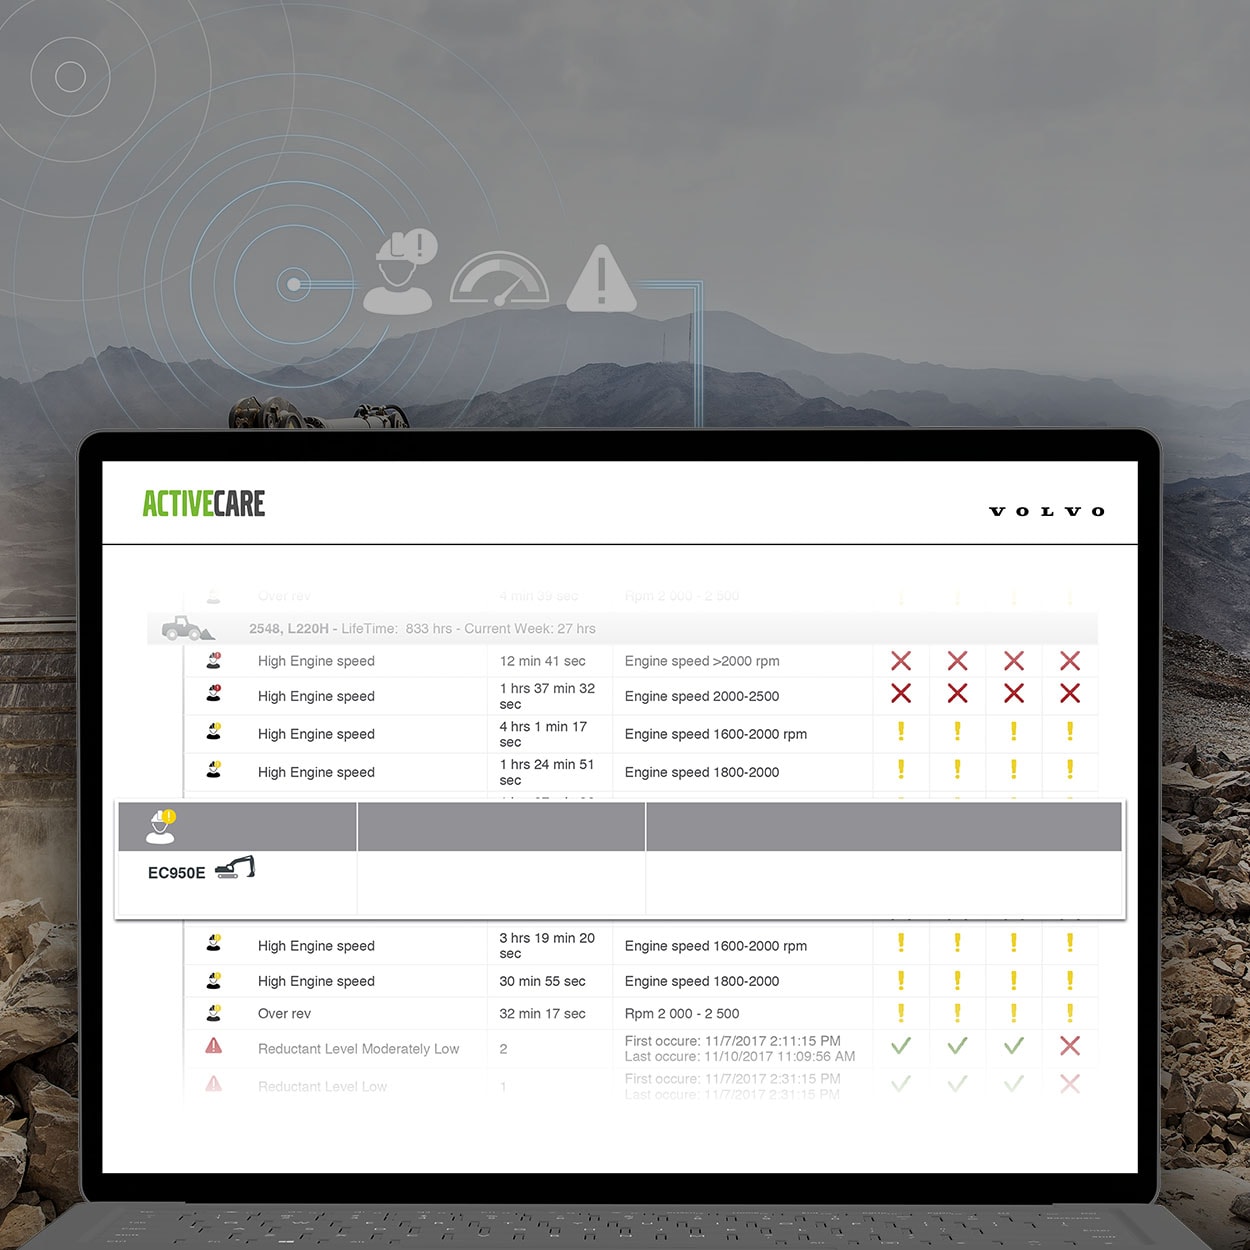 ACTIVECARE
VOLVO
Over rev 4 min 39 sec Rpm 2 000 - 2 500
2548, L220H - LifeTime: 833 hrs - Current Week: 27 hrs
High Engine speed 12 min 41 sec Engine speed >2000 rpm
High Engine speed 1 hrs 37 min 32 sec Engine speed 2000-2500
High Engine speed 4 hrs 1 min 17 sec Engine speed 1600-2000 rpm
High Engine speed 1 hrs 24 min 51 sec Engine speed 1800-2000
EC950E
High Engine speed 3 hrs 19 min 20 sec Engine speed 1600-2000 rpm
High Engine speed 30 min 55 sec Engine speed 1800-2000
Over rev 32 min 17 sec Rpm 2 000 - 2 500
Reductant Level Moderately Low 2 First occure: 11/7/2017 2:11:15 PM
Last occure: 11/10/2017 11:09:56 AM
Reductant Level Low 1 First occure: 11/7/2017 2:31:15 PM
Last occure: 11/7/2017 2:31:15 PM